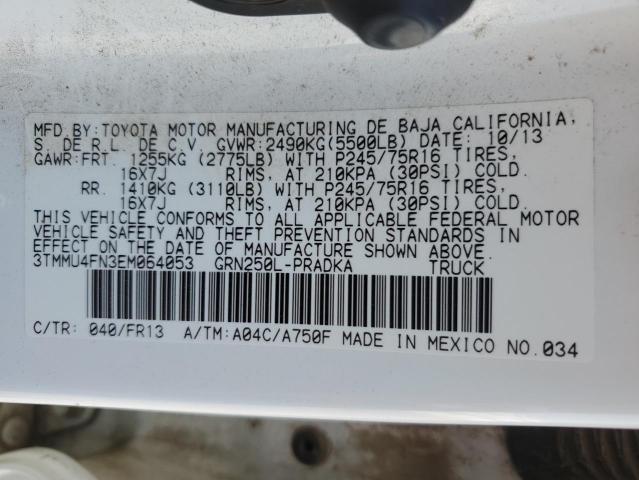 MFD.BY:TOYOTA MOTOR MANUFACTURING DE BAJA CALIFORNIA,
S. DE R.L. DE C.V. GVWR:2490KG(5500LB) DATE: 10/13
GAWR:FRT. 1255KG (2775LB) WITH P245/75R16 TIRES,
16X7J RIMS, AT 210KPA (30PSI) COLD.
RR. 1410KG (3110LB) WITH P245/75R16 TIRES,
16X7J RIMS, AT 210KPA (30PSI) COLD.
THIS VEHICLE CONFORMS TO ALL APPLICABLE FEDERAL MOTOR
VEHICLE SAFETY AND THEFT PREVENTION STANDARDS IN
EFFECT ON THE DATE OF MANUFACTURE SHOWN ABOVE.
3TMMU4FN3EM064053 GRN250L-PRADKA TRUCK
C/TR: 040/FR13 A/TM:A04C/A750F MADE IN MEXICO NO.034